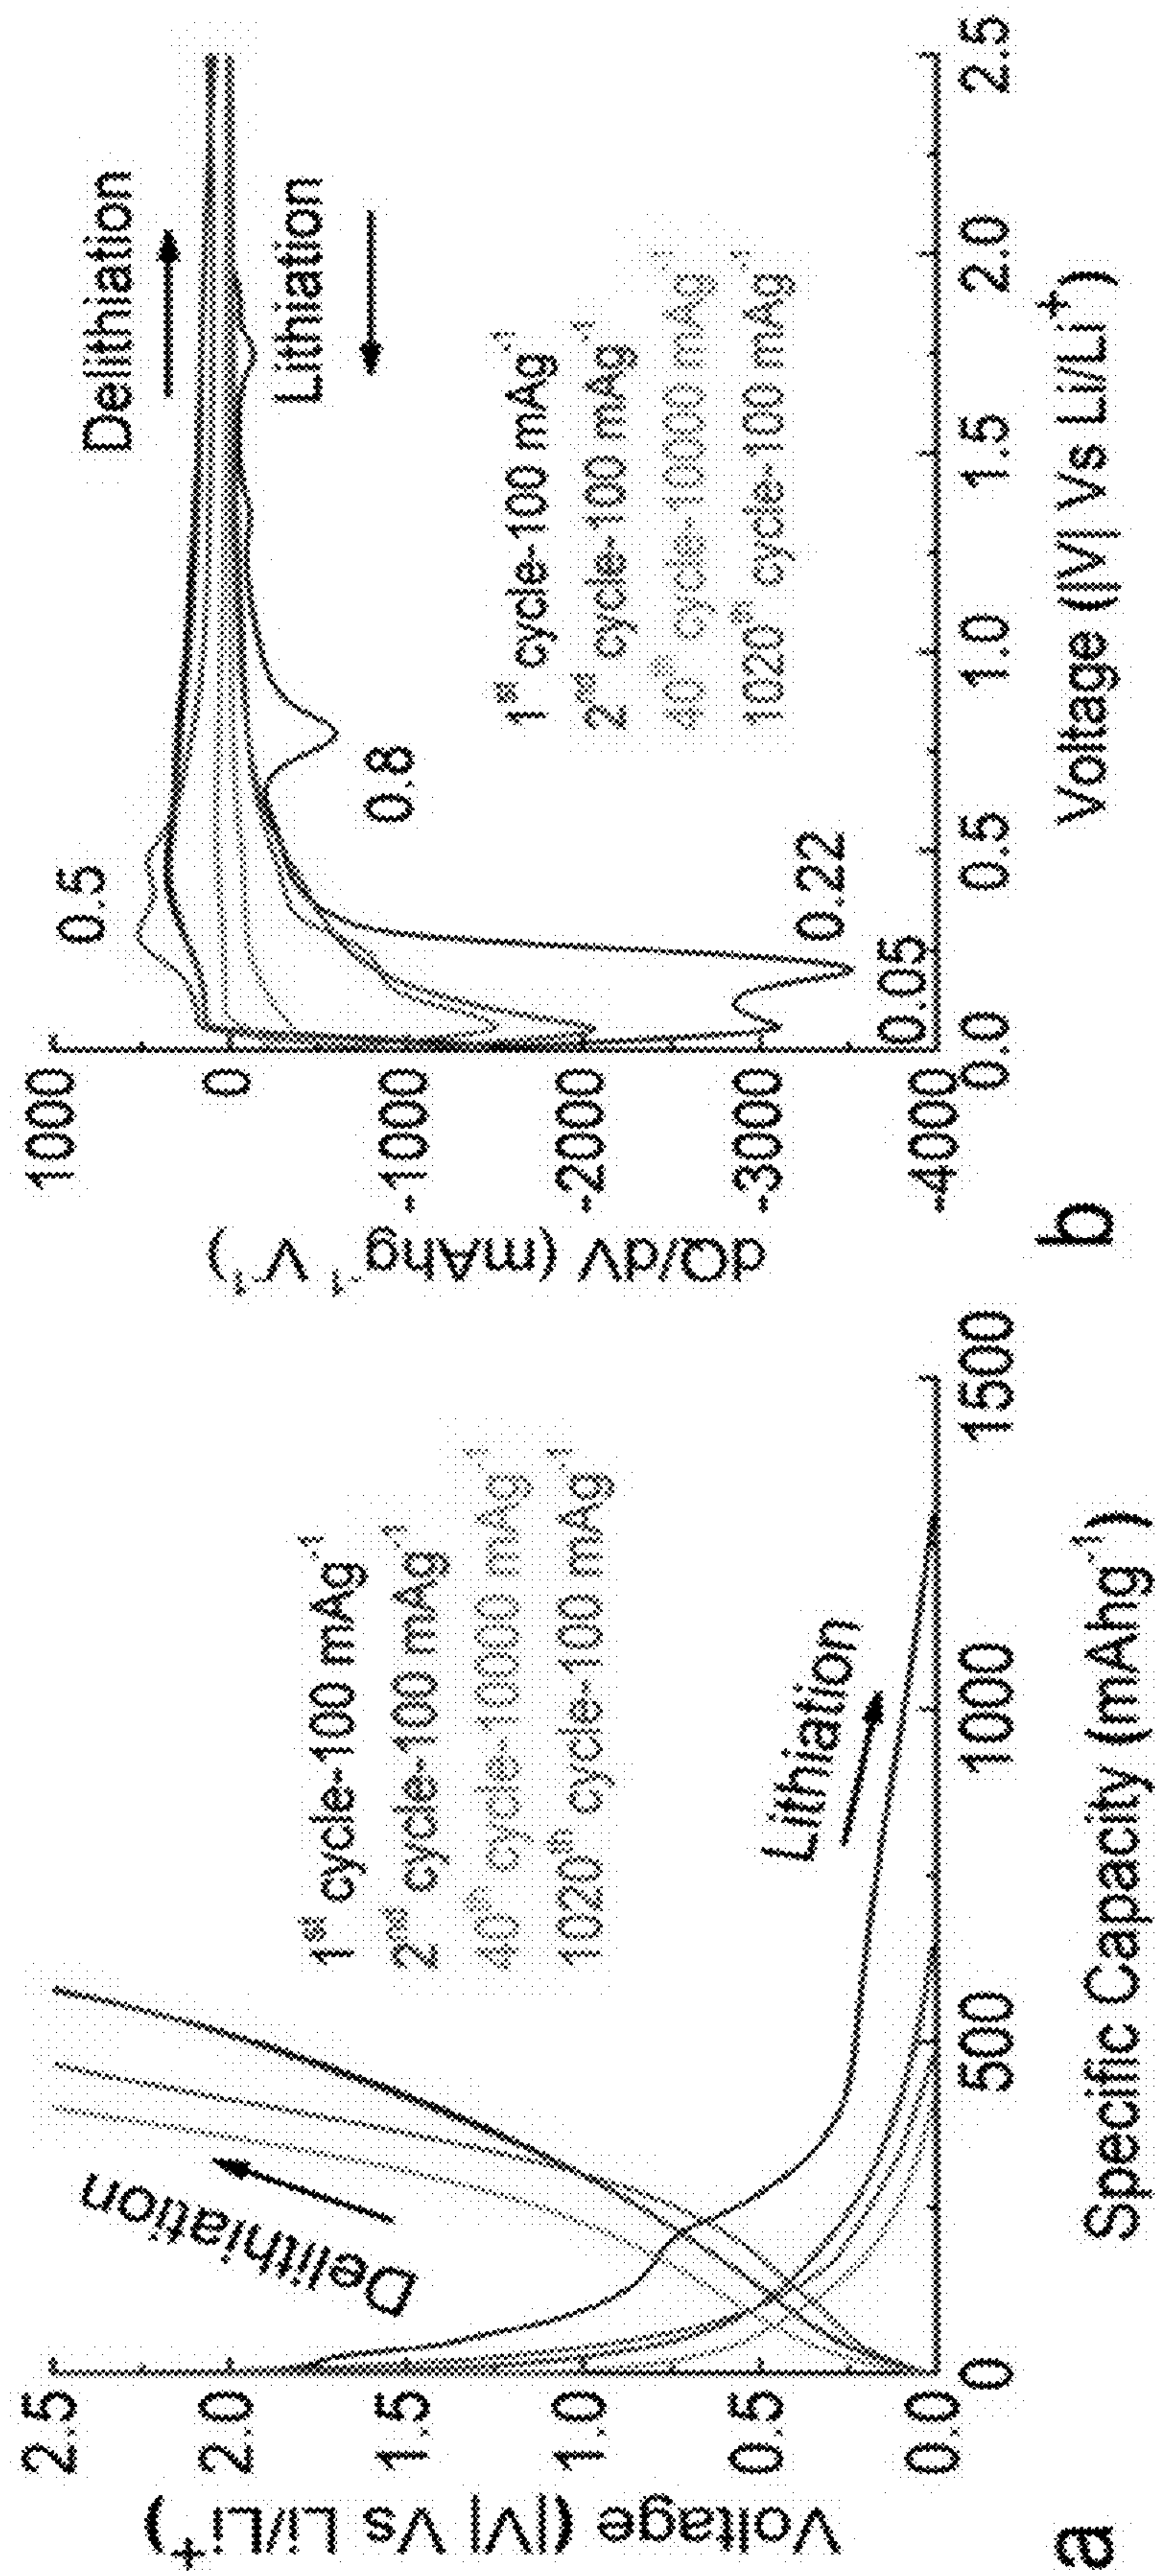 2.5
2.0
1.5
1.0
0.5
0.0
Voltage (|V| Vs Li/Li⁺)
Delithiation
1ˢᵗ cycle-100 mAg⁻¹
2ⁿᵈ cycle-100 mAg⁻¹
40ᵗʰ cycle-1000 mAg⁻¹
1020ᵗʰ cycle-100 mAg⁻¹
Lithiation
0
500
1000
1500
Specific Capacity (mAhg⁻¹)
a
1000
0
-1000
-2000
-3000
-4000
dQ/dV (mAhg⁻¹ V⁻¹)
0.5
Delithiation
Lithiation
0.8
1ˢᵗ cycle-100 mAg⁻¹
2ⁿᵈ cycle-100 mAg⁻¹
40ᵗʰ cycle-1000 mAg⁻¹
1020ᵗʰ cycle-100 mAg⁻¹
0.22
0.05
0.0
0.5
1.0
1.5
2.0
2.5
Voltage (|V| Vs Li/Li⁺)
b